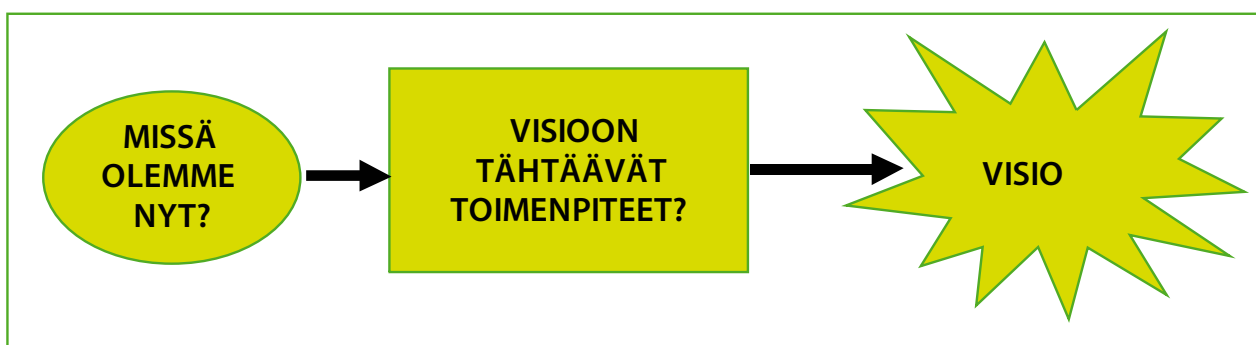 MISSÄ
OLEMME
NYT?
VISIOON
TÄHTÄÄVÄT
TOIMENPITEET?
VISIO